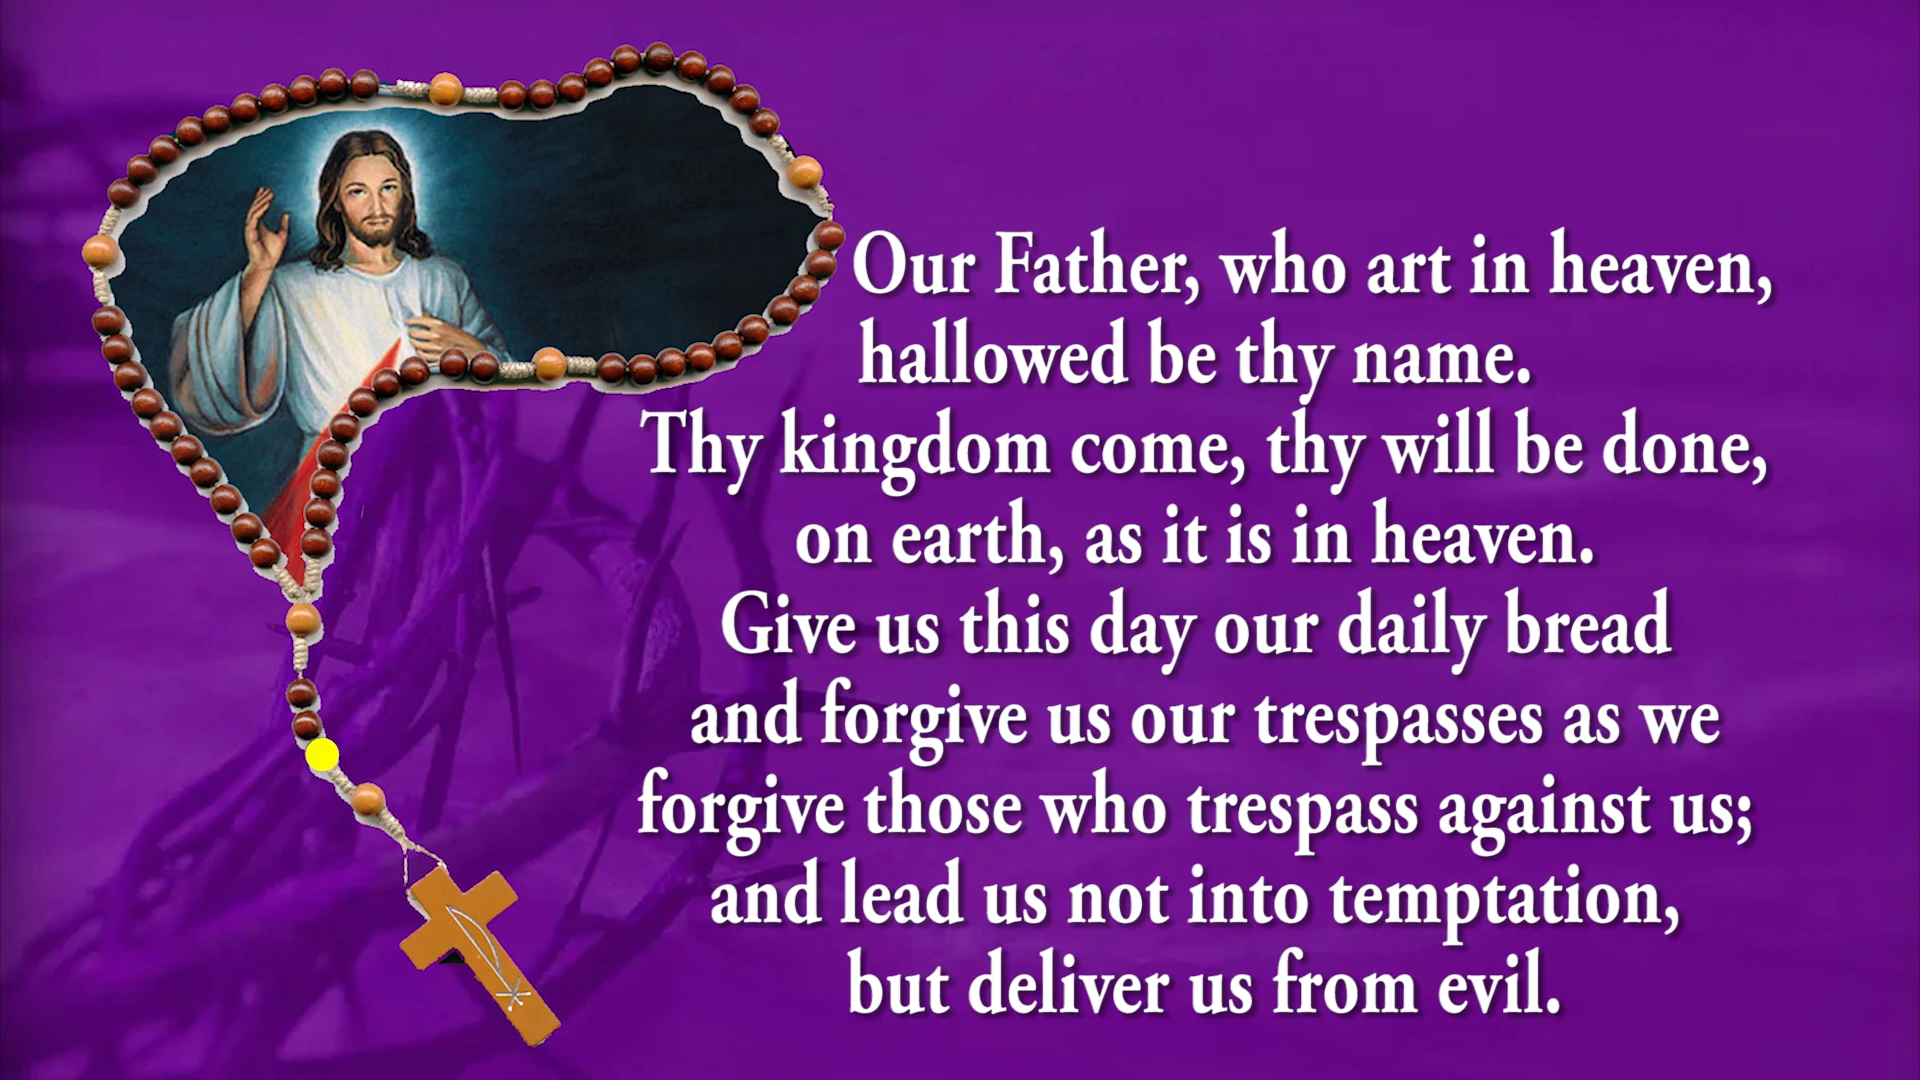 Our Father, who art in heaven,
hallowed be thy name.
Thy kingdom come, thy will be done,
on earth, as it is in heaven.
Give us this day our daily bread
and forgive us our trespasses as we
forgive those who trespass against us;
and lead us not into temptation,
but deliver us from evil.